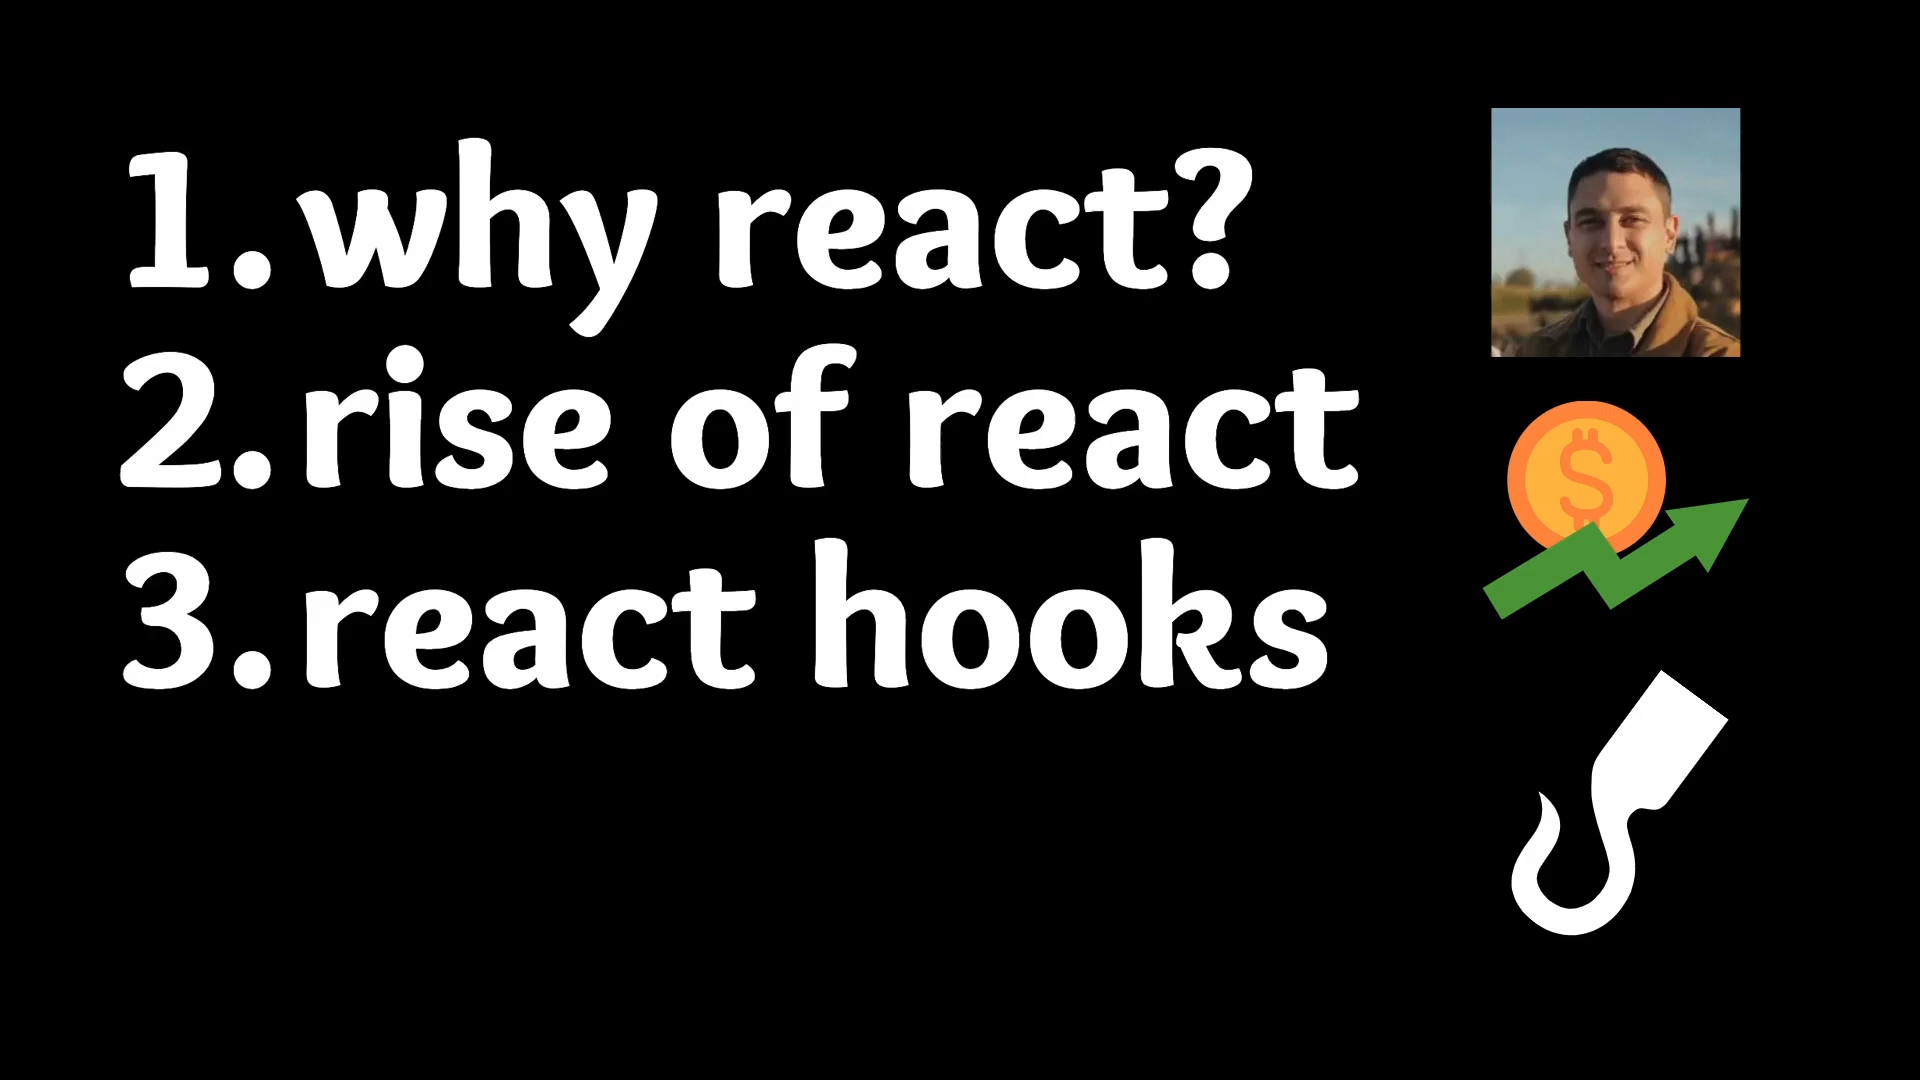 1. why react?
2. rise of react
3. react hooks
$